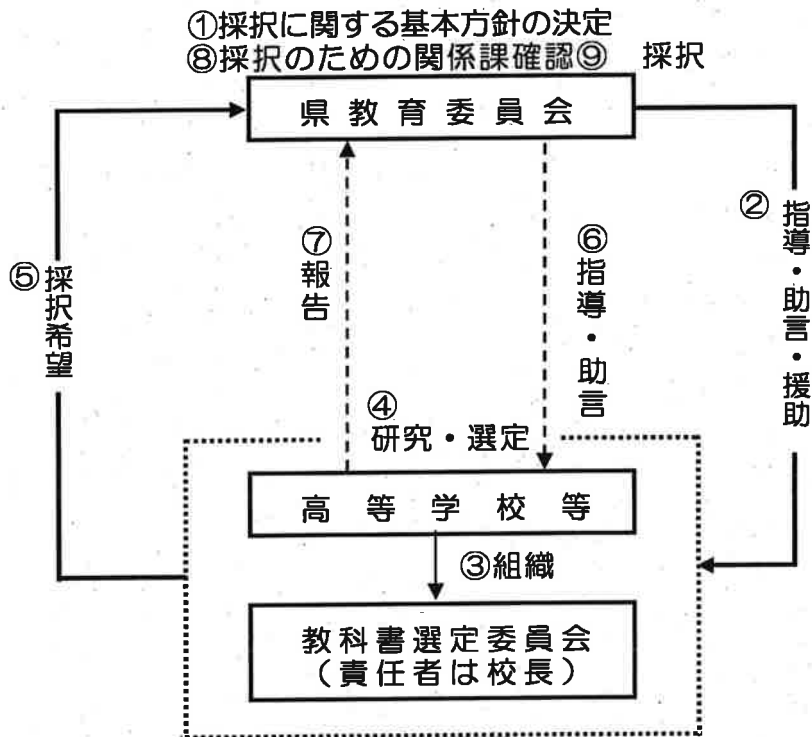 ①採択に関する基本方針の決定
⑧採択のための関係課確認⑨　採択
県教育委員会
②指導・助言・援助
⑦報告
⑥指導・助言
⑤採択希望
④
研究・選定
高等学校等
③組織
教科書選定委員会
（責任者は校長）